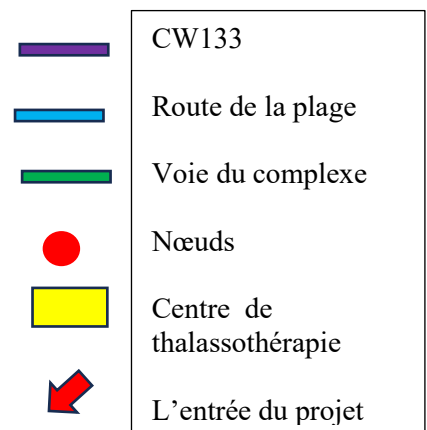 CW133
Route de la plage
Voie du complexe
Nœuds
Centre de
thalassothérapie
L’entrée du projet